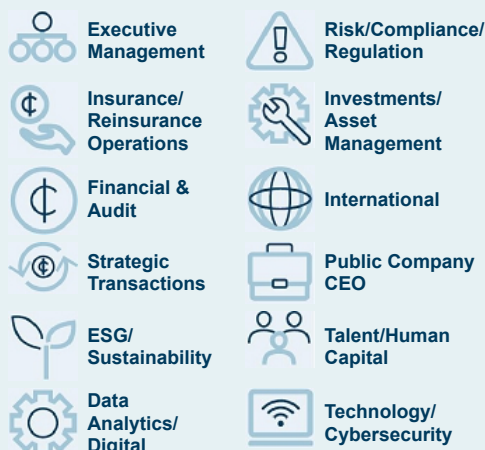 Executive
Management
Risk/Compliance/
Regulation
Insurance/
Reinsurance
Operations
Investments/
Asset
Management
Financial &
Audit
International
Strategic
Transactions
Public Company
CEO
ESG/
Sustainability
Talent/Human
Capital
Data
Analytics/
Digital
Technology/
Cybersecurity